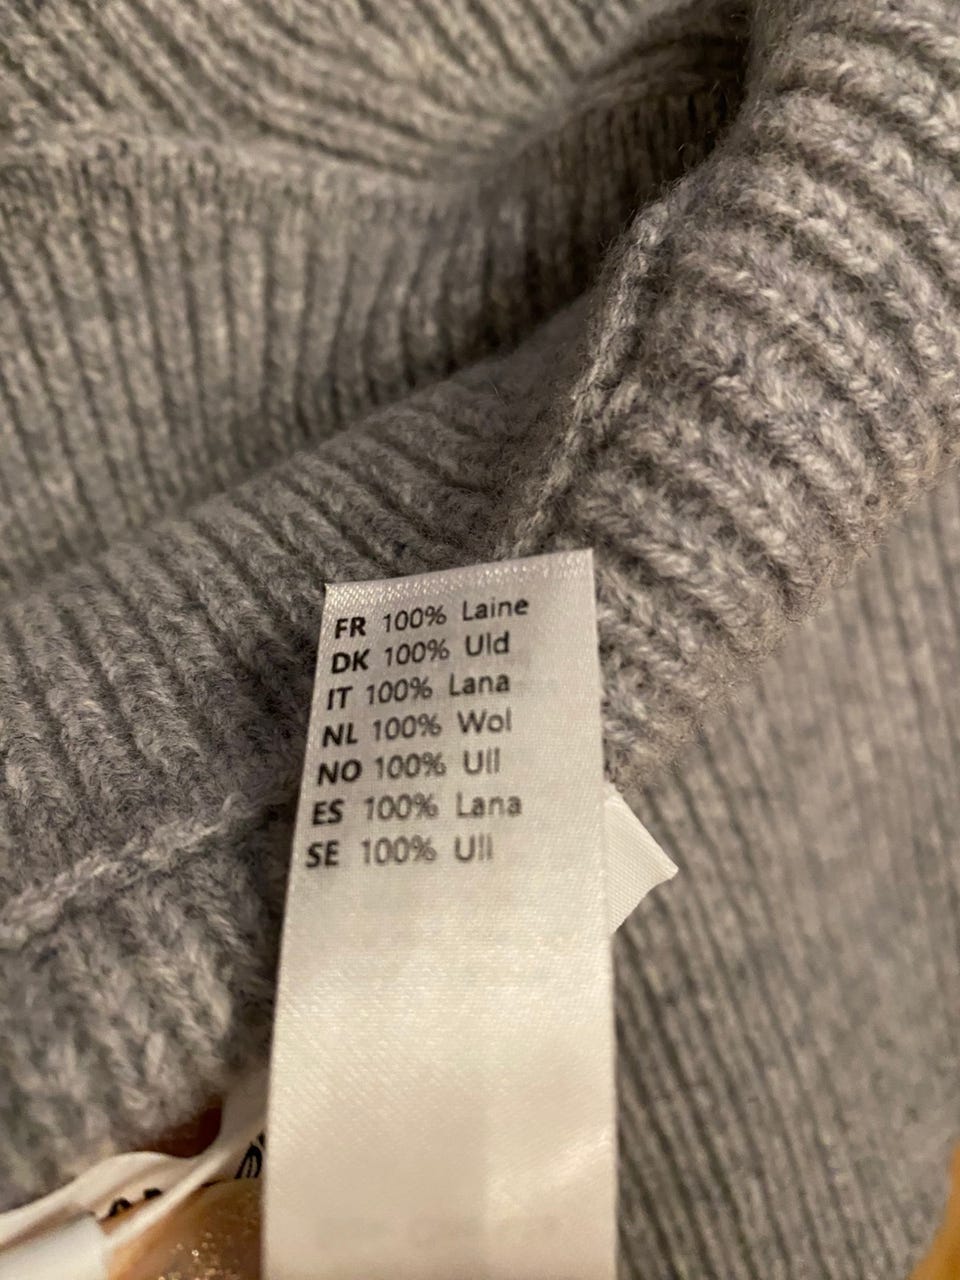 FR 100% Laine
DK 100% Uld
IT 100% Lana
NL 100% Wol
NO 100% Ull
ES 100% Lana
SE 100% Ull